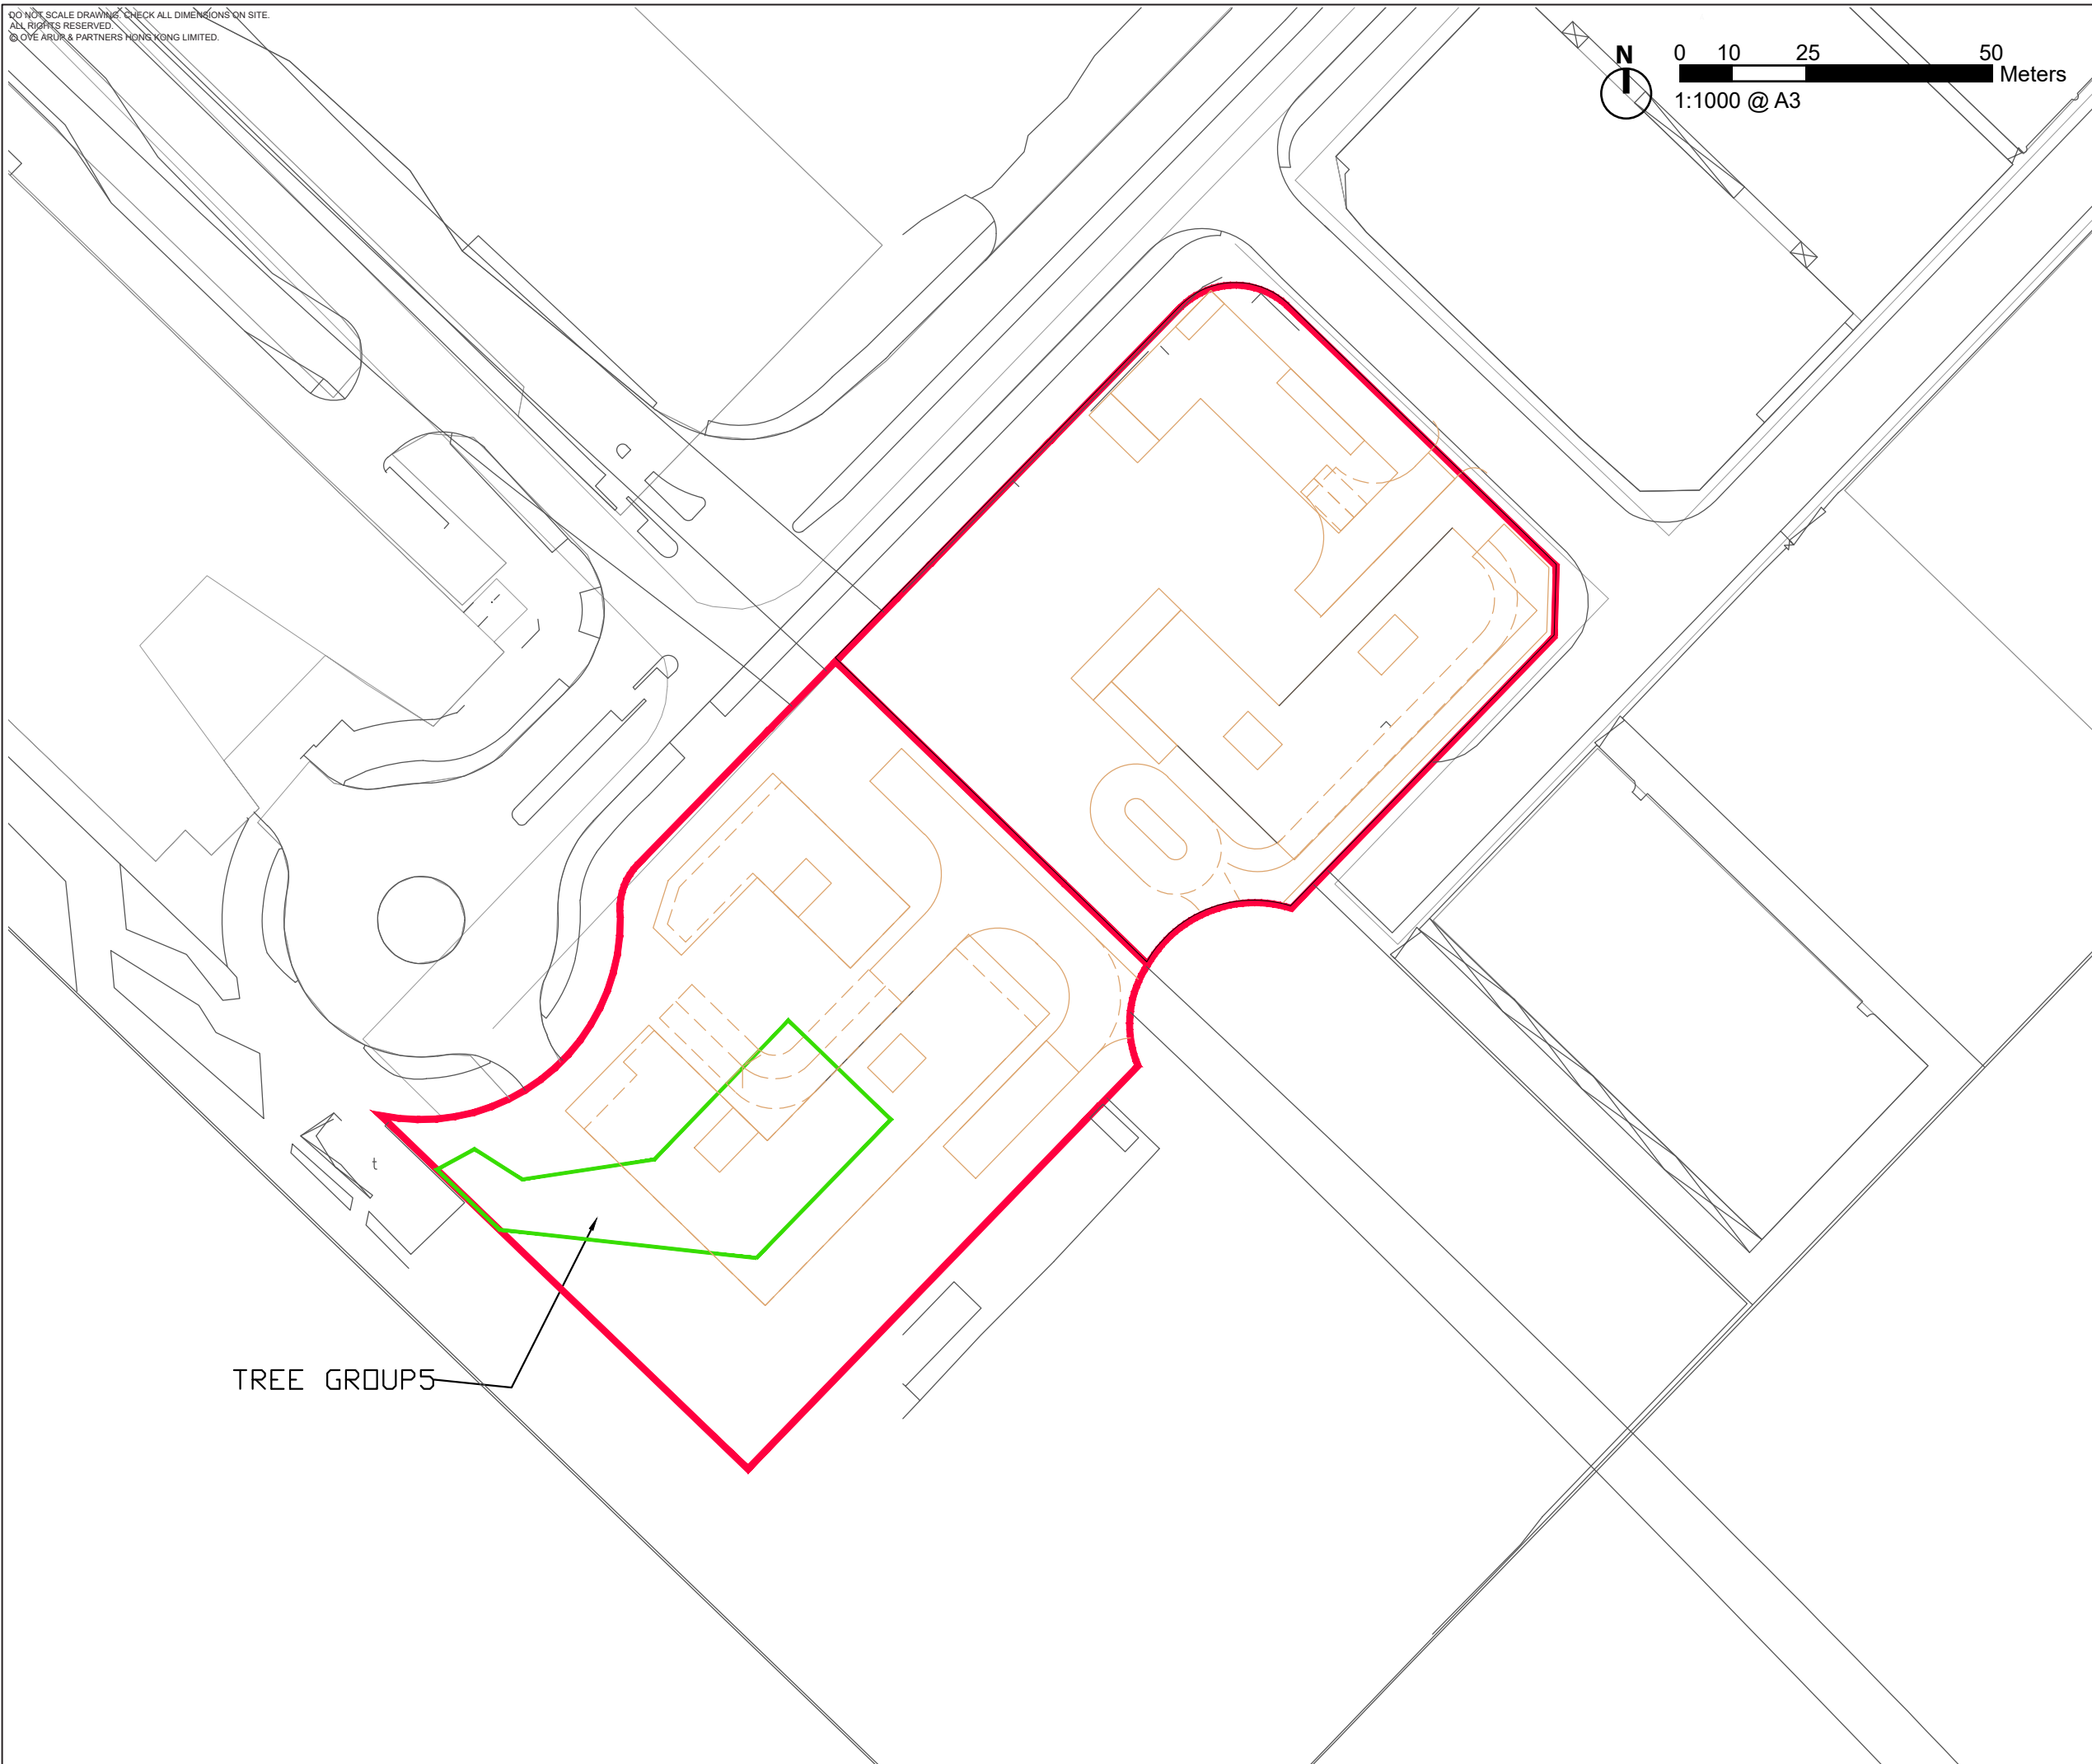 DO NOT SCALE DRAWING. CHECK ALL DIMENSIONS ON SITE.
ALL RIGHTS RESERVED.
© OVE ARUP & PARTNERS HONG KONG LIMITED.
N
0 10 25 50
Meters
1:1000 @ A3
t
TREE GROUP5